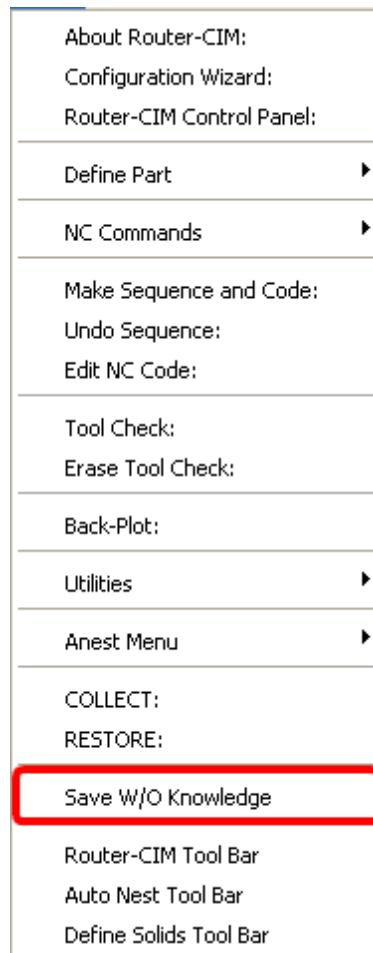 About Router-CIM:
Configuration Wizard:
Router-CIM Control Panel:
Define Part
NC Commands
Make Sequence and Code:
Undo Sequence:
Edit NC Code:
Tool Check:
Erase Tool Check:
Back-Plot:
Utilities
Anest Menu
COLLECT:
RESTORE:
Save W/O Knowledge
Router-CIM Tool Bar
Auto Nest Tool Bar
Define Solids Tool Bar